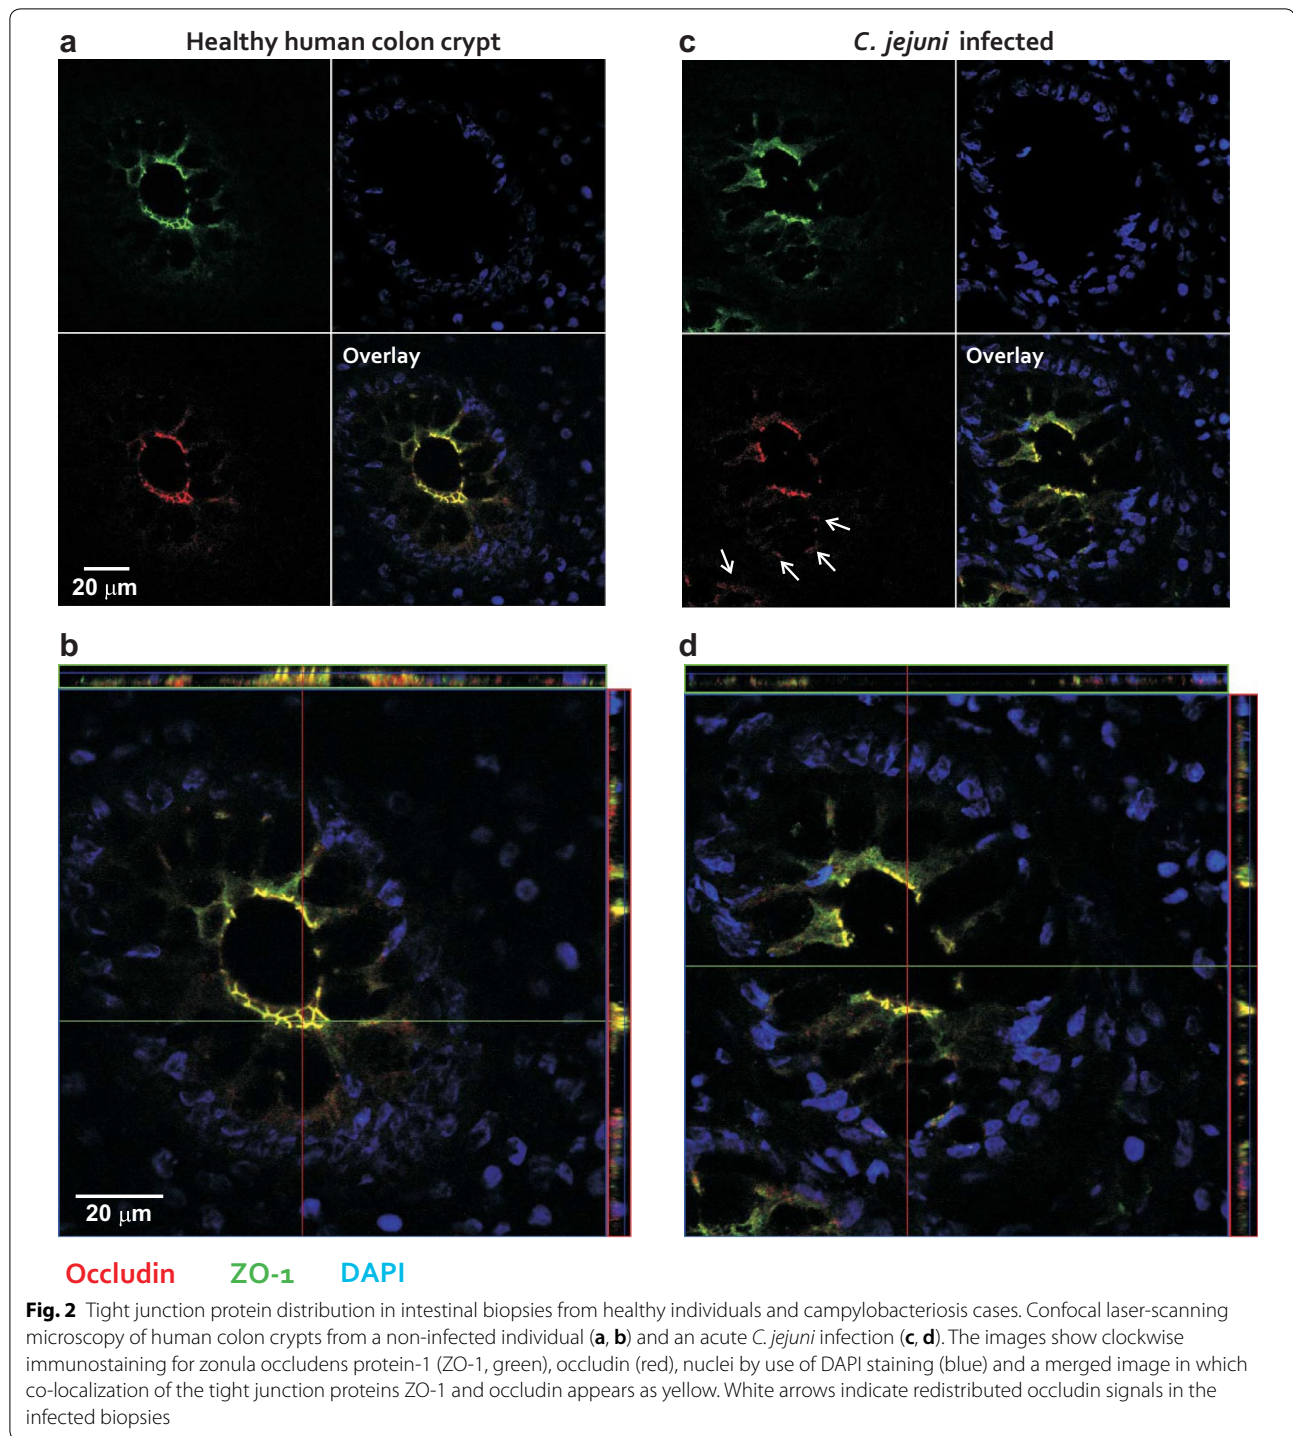 a
Healthy human colon crypt
c
C. jejuni infected
Overlay
20 μm
Overlay
b
d
20 μm
Occludin ZO-1 DAPI
Fig. 2 Tight junction protein distribution in intestinal biopsies from healthy individuals and campylobacteriosis cases. Confocal laser-scanning
microscopy of human colon crypts from a non-infected individual (a, b) and an acute C. jejuni infection (c, d). The images show clockwise
immunostaining for zonula occludens protein-1 (ZO-1, green), occludin (red), nuclei by use of DAPI staining (blue) and a merged image in which
co-localization of the tight junction proteins ZO-1 and occludin appears as yellow. White arrows indicate redistributed occludin signals in the
infected biopsies